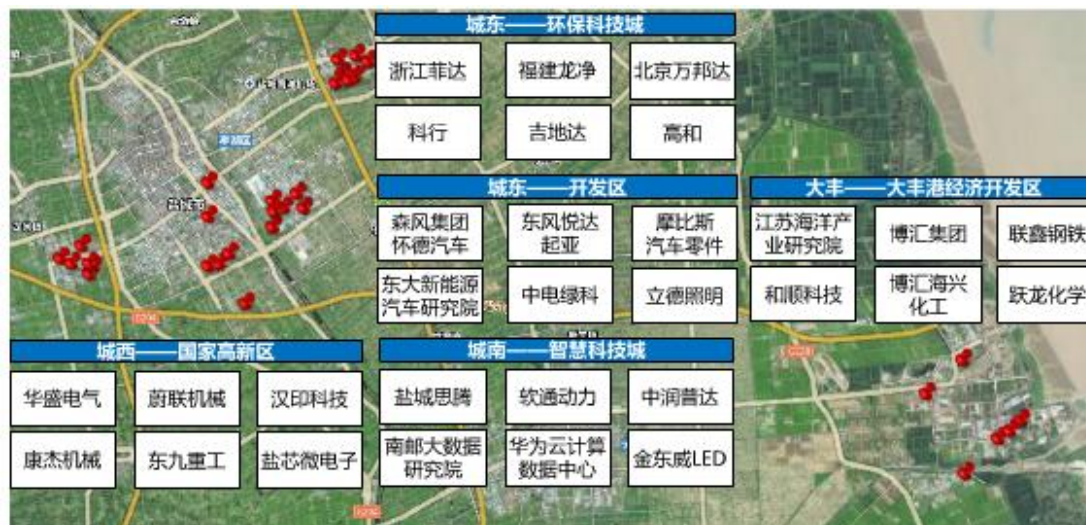 城东——环保科技城
浙江菲达
福建龙净
北京万邦达
科行
吉地达
高和
城东——开发区
森风集团
怀德汽车
东风悦达
起亚
摩比斯
汽车零件
东大新能源
汽车研究院
中电绿科
立德照明
大丰——大丰港经济开发区
江苏海洋产
业研究院
博汇集团
联鑫钢铁
和顺科技
博汇海兴
化工
跃龙化学
城西——国家高新区
华盛电气
蔚联机械
汉印科技
康杰机械
东九重工
盐芯微电子
城南——智慧科技城
盐城思腾
软通动力
中润普达
南邮大数据
研究院
华为云计算
数据中心
金东威LED